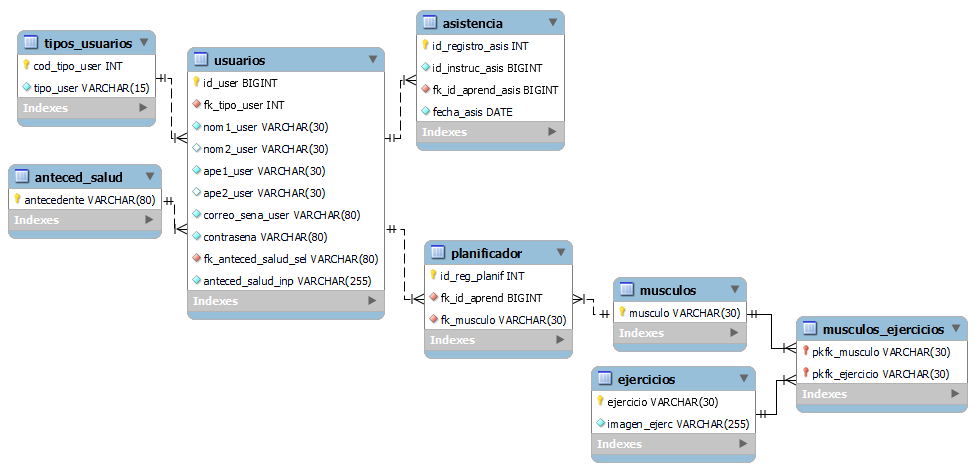 tipos_usuarios
cod_tipo_user INT
tipo_user VARCHAR(15)
Indexes
anteced_salud
antecedente VARCHAR(80)
Indexes
usuarios
id_user BIGINT
fk_tipo_user INT
nom1_user VARCHAR(30)
nom2_user VARCHAR(30)
ape1_user VARCHAR(30)
ape2_user VARCHAR(30)
correo_sena_user VARCHAR(80)
contrasena VARCHAR(80)
fk_anteced_salud_sel VARCHAR(80)
anteced_salud_inp VARCHAR(255)
Indexes
asistencia
id_registro_asis INT
id_instruc_asis BIGINT
fk_id_aprend_asis BIGINT
fecha_asis DATE
Indexes
planificador
id_reg_planif INT
fk_id_aprend BIGINT
fk_musculo VARCHAR(30)
Indexes
musculos
musculo VARCHAR(30)
Indexes
ejercicios
ejercicio VARCHAR(30)
imagen_ejerc VARCHAR(255)
Indexes
musculos_ejercicios
pkfk_musculo VARCHAR(30)
pkfk_ejercicio VARCHAR(30)
Indexes